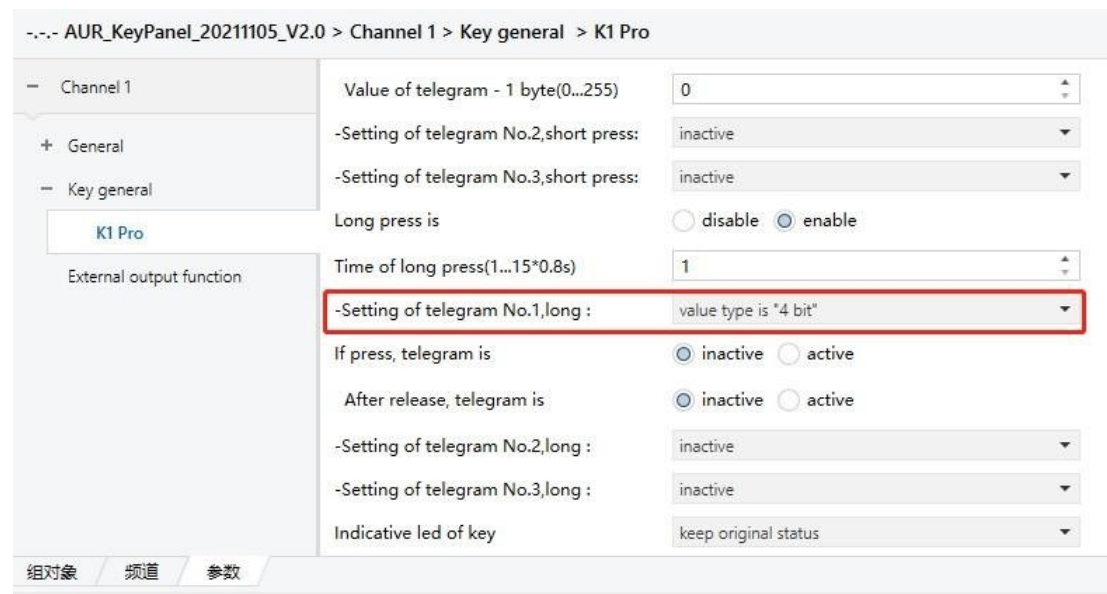 -.-.- AUR_KeyPanel_20211105_V2.0 > Channel 1 > Key general > K1 Pro
− Channel 1
Value of telegram - 1 byte(0...255) 0
-Setting of telegram No.2,short press: inactive
+ General
-Setting of telegram No.3,short press: inactive
− Key general
Long press is disable enable
K1 Pro
Time of long press(1...15*0.8s) 1
External output function
-Setting of telegram No.1,long : value type is "4 bit"
If press, telegram is inactive active
After release, telegram is inactive active
-Setting of telegram No.2,long : inactive
-Setting of telegram No.3,long : inactive
Indicative led of key keep original status
组对象 频道 参数